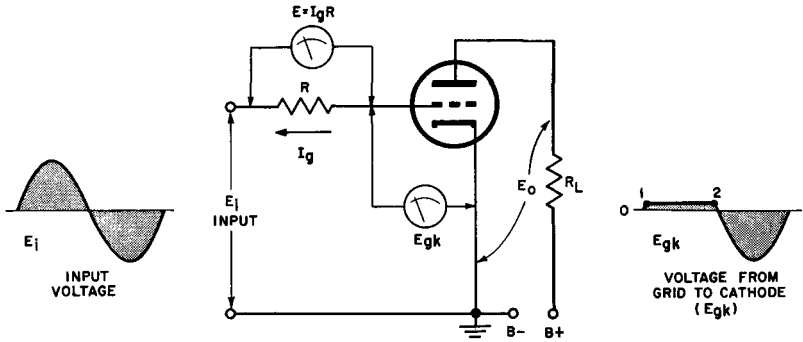 E=IgR
R
Ig
Ei
INPUT
Egk
Eo
RL
B- B+
Ei
INPUT
VOLTAGE
1 2
0
Egk
VOLTAGE FROM
GRID TO CATHODE
(Egk)